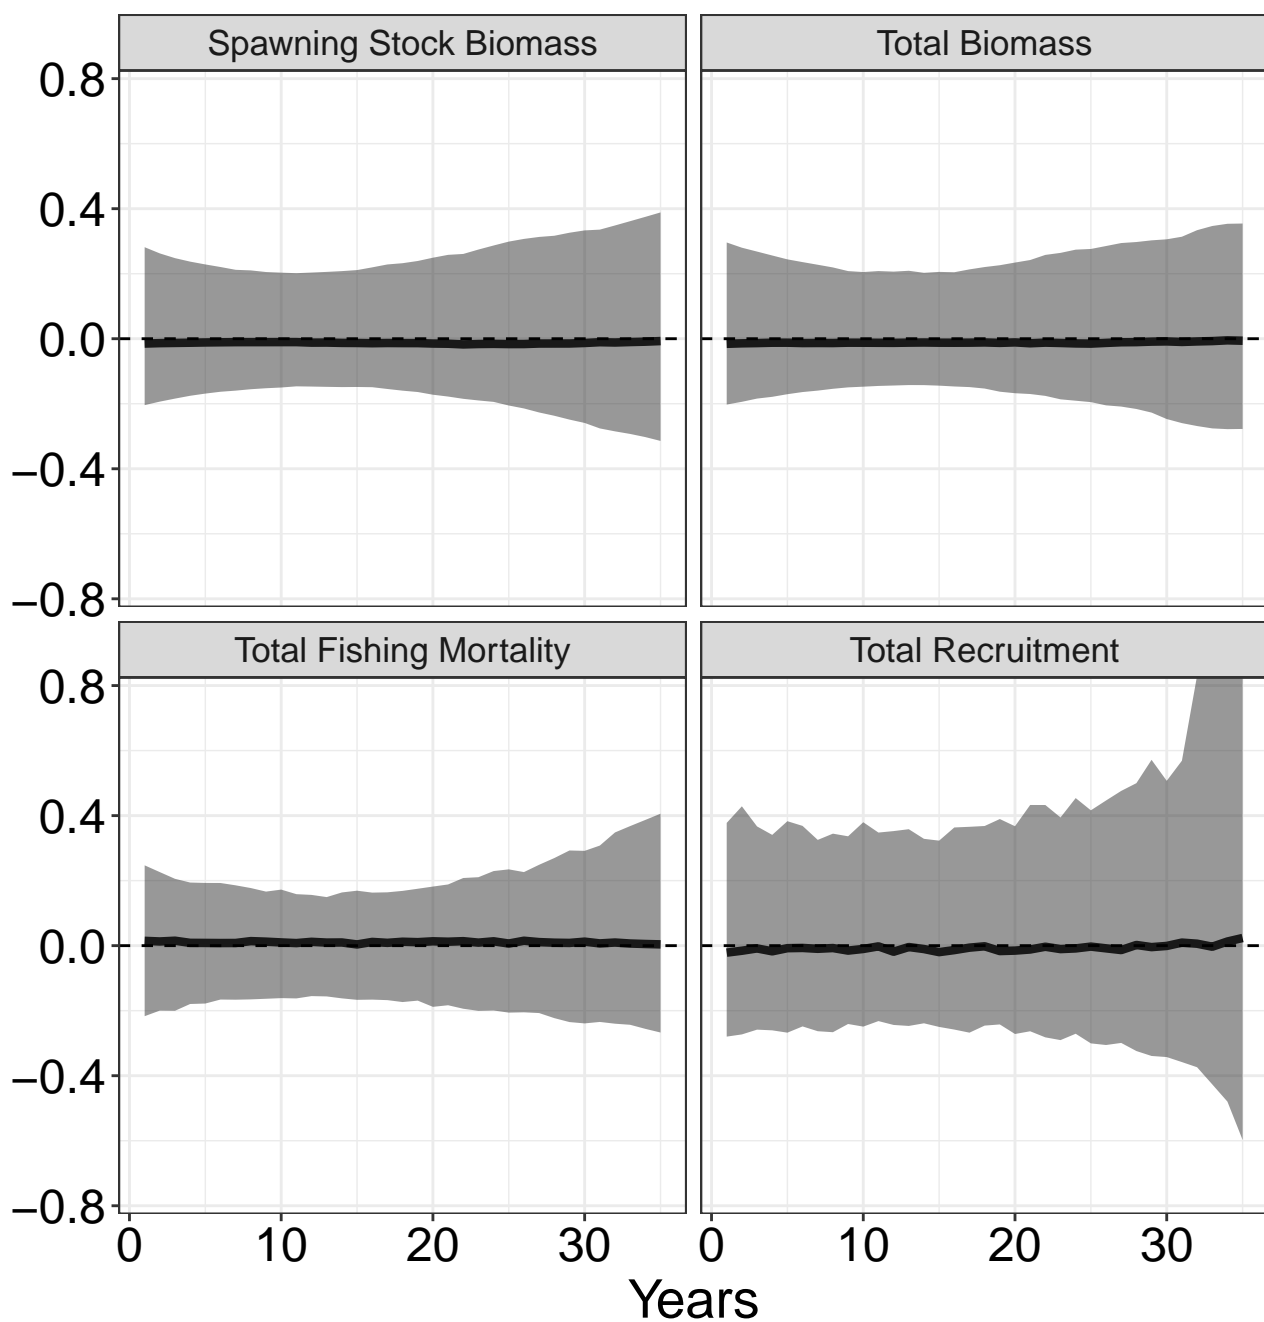 Spawning Stock Biomass
Total Biomass
0.8
0.4
0.0
−0.4
−0.8
Total Fishing Mortality
Total Recruitment
0.8
0.4
0.0
−0.4
−0.8
0 10 20 30
0 10 20 30
Years